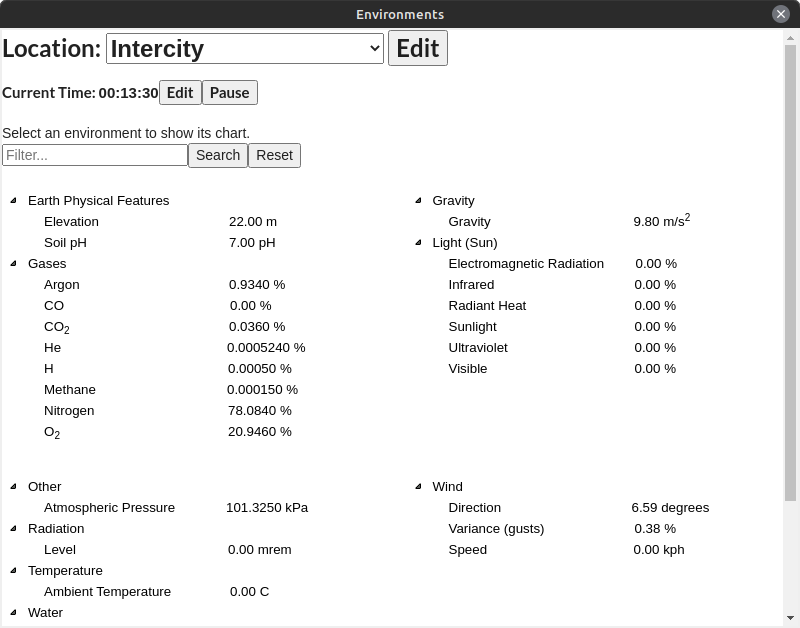 Environments
Location: Intercity Edit
Current Time: 00:13:30 Edit Pause
Select an environment to show its chart.
Filter... Search Reset
Earth Physical Features
Elevation 22.00 m
Soil pH 7.00 pH
Gases
Argon 0.9340 %
CO 0.00 %
CO2 0.0360 %
He 0.0005240 %
H 0.00050 %
Methane 0.000150 %
Nitrogen 78.0840 %
O2 20.9460 %
Gravity
Gravity 9.80 m/s2
Light (Sun)
Electromagnetic Radiation 0.00 %
Infrared 0.00 %
Radiant Heat 0.00 %
Sunlight 0.00 %
Ultraviolet 0.00 %
Visible 0.00 %
Other
Atmospheric Pressure 101.3250 kPa
Radiation
Level 0.00 mrem
Temperature
Ambient Temperature 0.00 C
Water
Wind
Direction 6.59 degrees
Variance (gusts) 0.38 %
Speed 0.00 kph